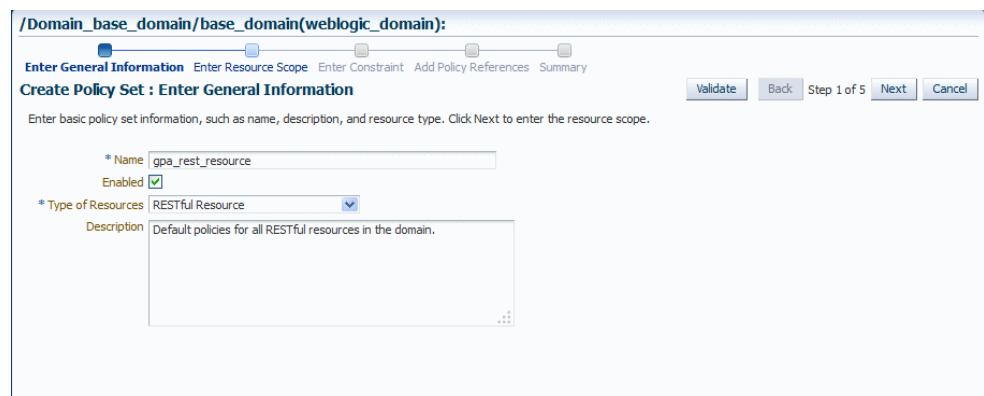 /Domain_base_domain/base_domain(weblogic_domain):
Enter General Information Enter Resource Scope Enter Constraint Add Policy References Summary
Create Policy Set : Enter General Information Validate Back Step 1 of 5 Next Cancel
Enter basic policy set information, such as name, description, and resource type. Click Next to enter the resource scope.
* Name gpa_rest_resource
Enabled
* Type of Resources RESTful Resource
Description Default policies for all RESTful resources in the domain.